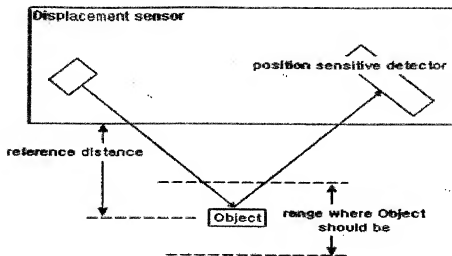 Displacement sensor
position sensitive detector
reference distance
Object
range where Object
should be